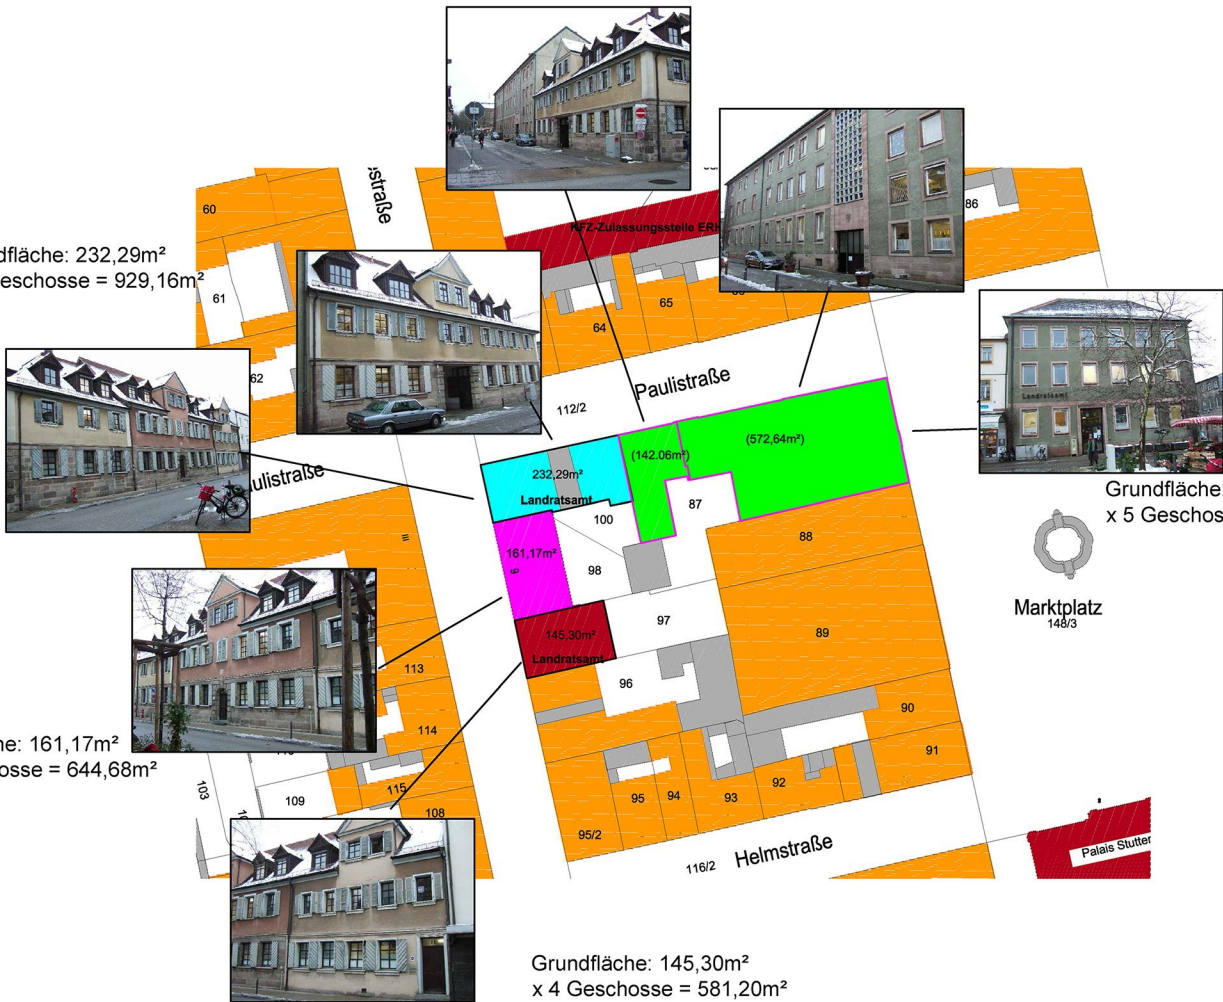 straße
60
86
KFZ-Zulassungsstelle ERH
dfläche: 232,29m²
eschosse = 929,16m²
61
65
64
62
Paulistraße
112/2
Landratsamt
(572,64m²)
(142.06m²)
232,29m²
Landratsamt
aulistraße
Grundfläche:
x 5 Geschos
87
100
88
III
161,17m²
9
98
Marktplatz
148/3
97
89
145,30m²
Landratsamt
113
96
90
114
he: 161,17m²
osse = 644,68m²
91
92
115
95
94
93
103
109
108
95/2
Helmstraße
116/2
Palais Stutter
Grundfläche: 145,30m²
x 4 Geschosse = 581,20m²